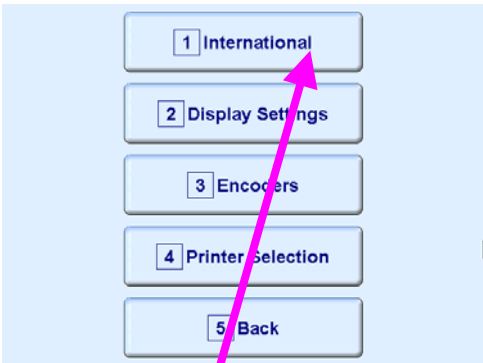 1 International
2 Display Settings
3 Encoders
4 Printer Selection
5 Back